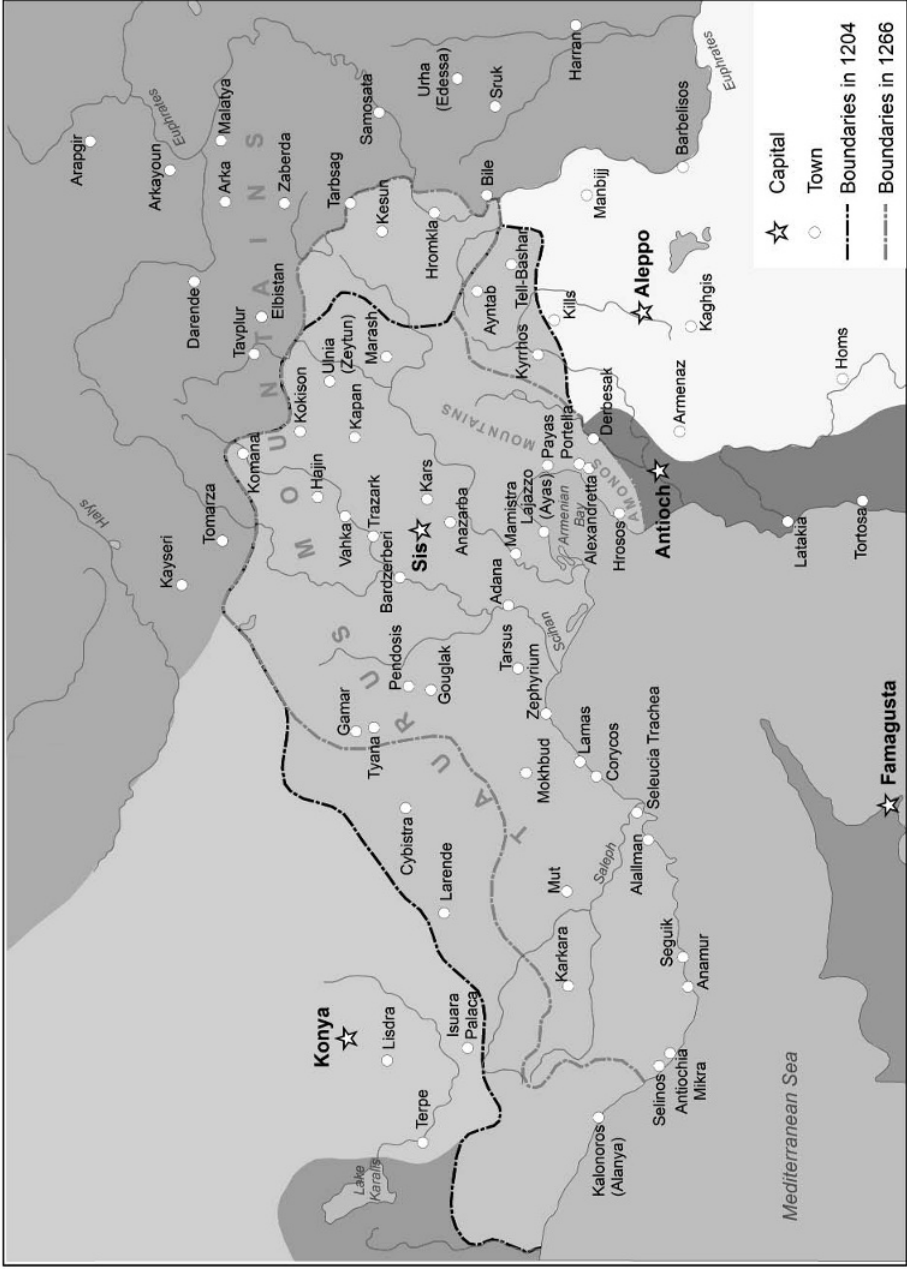 Konya
Lisdra
Terpe
Lake
Karalis
Isuara
Palaca
Larende
Cybistra
Kalonoros
(Alanya)
Selinos
Antiochia
Mikra
Karkara
Mut
Saleph
Seguik
Anamur
Alallman
Seleucia Trachea
Corycos
Lamas
Mokhbud
Zephyrium
Tarsus
Adana
Scihan
Gamar
Tyana
Pendosis
Gouglak
TAURUS
MOUNTAINS
Kayseri
Halys
Tomarza
Komana
Kokison
Hajin
Vahka
Trazark
Bardzerberi
Sis
Kars
Anazarba
Mamistra
Lajazzo
(Ayas)
Armenian
Bay
Payas
Portella
Alexandretta
Hrosos
AMONOS
MOUNTAINS
Derbesak
Antioch
Kapan
Ulnia
(Zeytun)
Marash
Tavplur
Elbistan
Darende
Arapgir
Arkayoun
Euphrates
Arka
Malatya
Zaberda
Tarbsag
Samosata
Kesun
Hromkla
Bile
Urha
(Edessa)
Sruk
Harran
Ayntab
Tell-Bashar
Kyrrhos
Kills
Manbijj
Barbelisos
Euphrates
Aleppo
Kaghgis
Armenaz
Homs
Latakia
Tortosa
Famagusta
Mediterranean Sea
Capital
Town
Boundaries in 1204
Boundaries in 1266